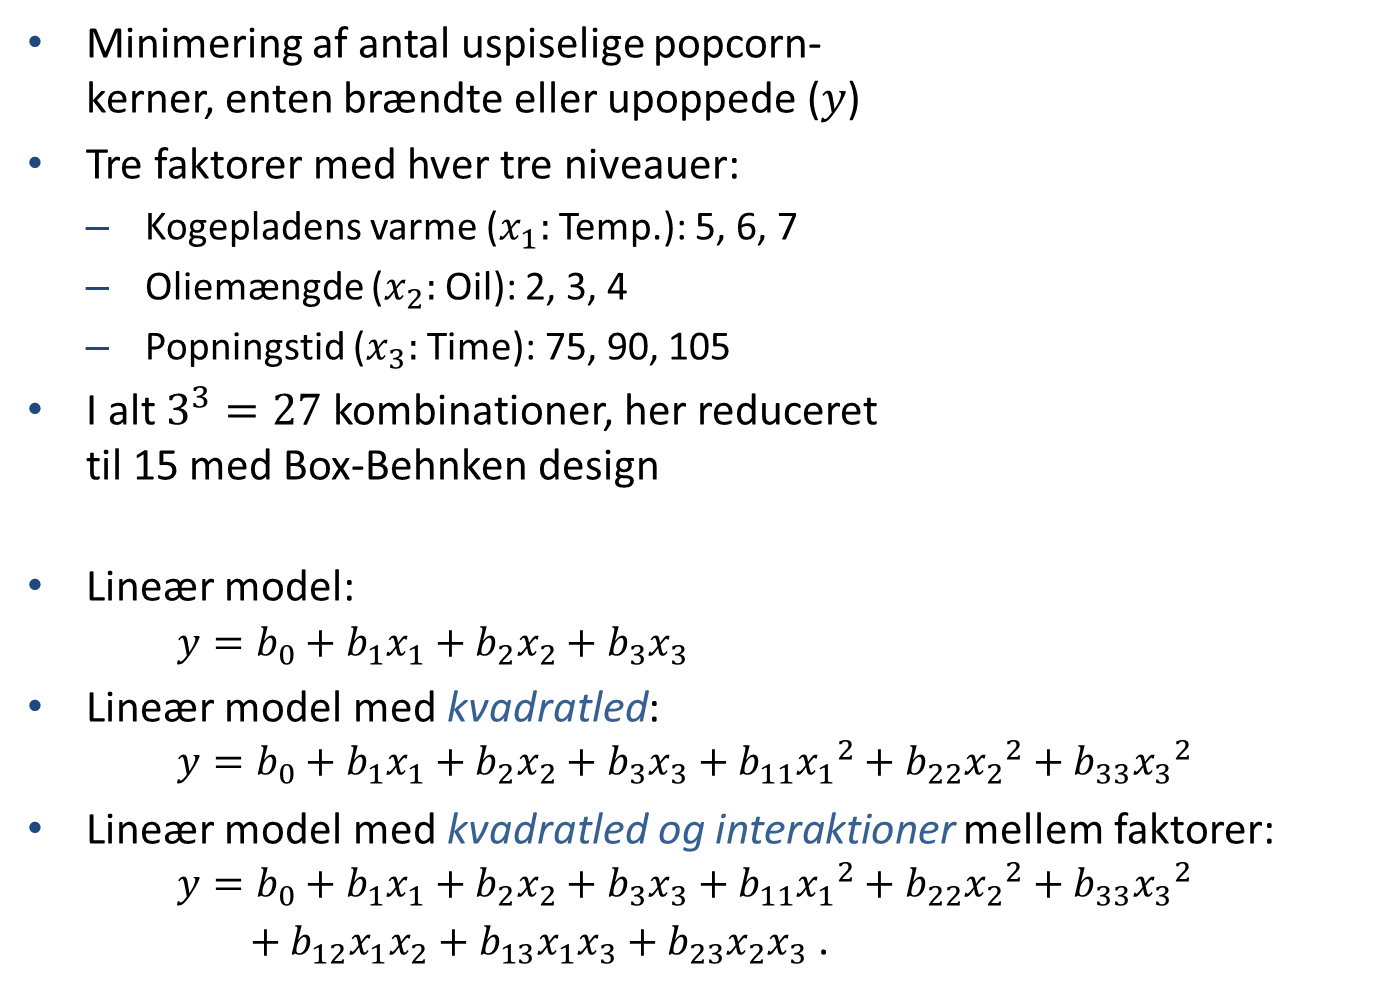 • Minimering af antal uspiselige popcorn-
kerner, enten brændte eller upoppede (y)
• Tre faktorer med hver tre niveauer:
– Kogepladens varme (x₁: Temp.): 5, 6, 7
– Oliemængde (x₂: Oil): 2, 3, 4
– Popningstid (x₃: Time): 75, 90, 105
• I alt 3³ = 27 kombinationer, her reduceret
til 15 med Box-Behnken design
• Lineær model:
y = b₀ + b₁x₁ + b₂x₂ + b₃x₃
• Lineær model med kvadratled:
y = b₀ + b₁x₁ + b₂x₂ + b₃x₃ + b₁₁x₁² + b₂₂x₂² + b₃₃x₃²
• Lineær model med kvadratled og interaktioner mellem faktorer:
y = b₀ + b₁x₁ + b₂x₂ + b₃x₃ + b₁₁x₁² + b₂₂x₂² + b₃₃x₃²
+ b₁₂x₁x₂ + b₁₃x₁x₃ + b₂₃x₂x₃ .